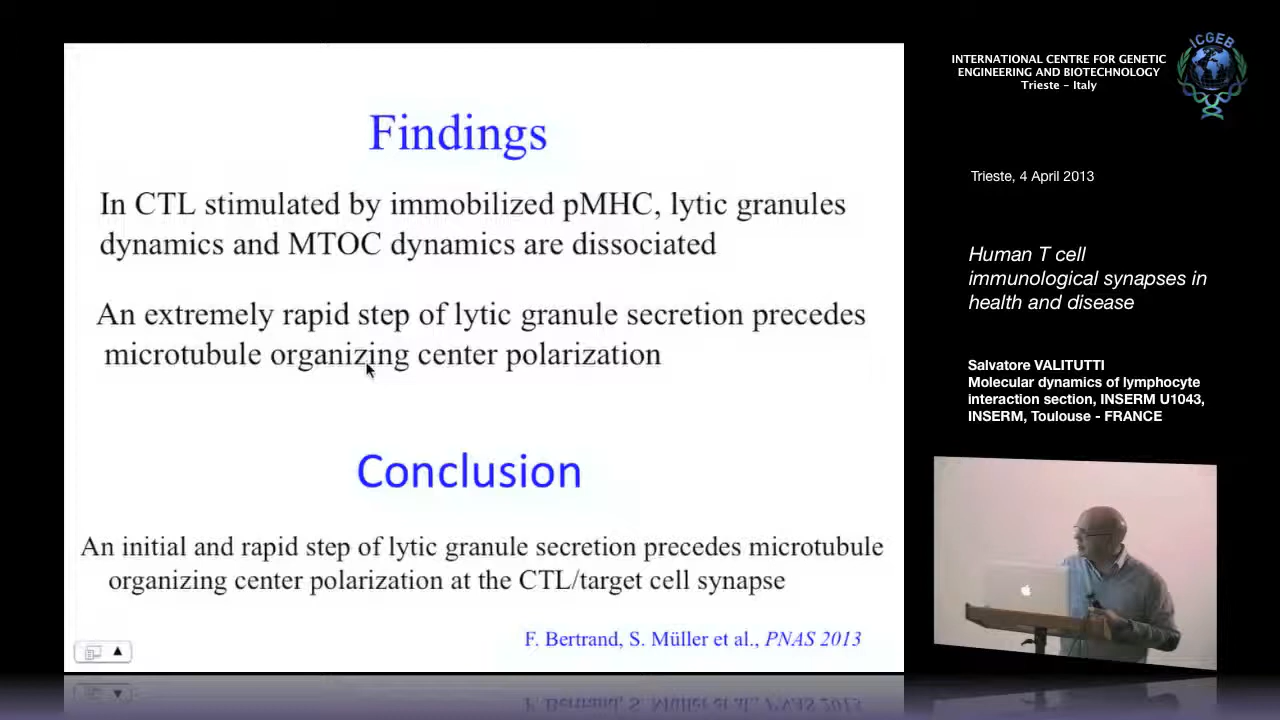 Findings
In CTL stimulated by immobilized pMHC, lytic granules
dynamics and MTOC dynamics are dissociated
An extremely rapid step of lytic granule secretion precedes
microtubule organizing center polarization
Conclusion
An initial and rapid step of lytic granule secretion precedes microtubule
organizing center polarization at the CTL/target cell synapse
F. Bertrand, S. Müller et al., PNAS 2013
INTERNATIONAL CENTRE FOR GENETIC
ENGINEERING AND BIOTECHNOLOGY
Trieste - Italy
ICGEB
Trieste, 4 April 2013
Human T cell
immunological synapses in
health and disease
Salvatore VALITUTTI
Molecular dynamics of lymphocyte
interaction section, INSERM U1043,
INSERM, Toulouse - FRANCE